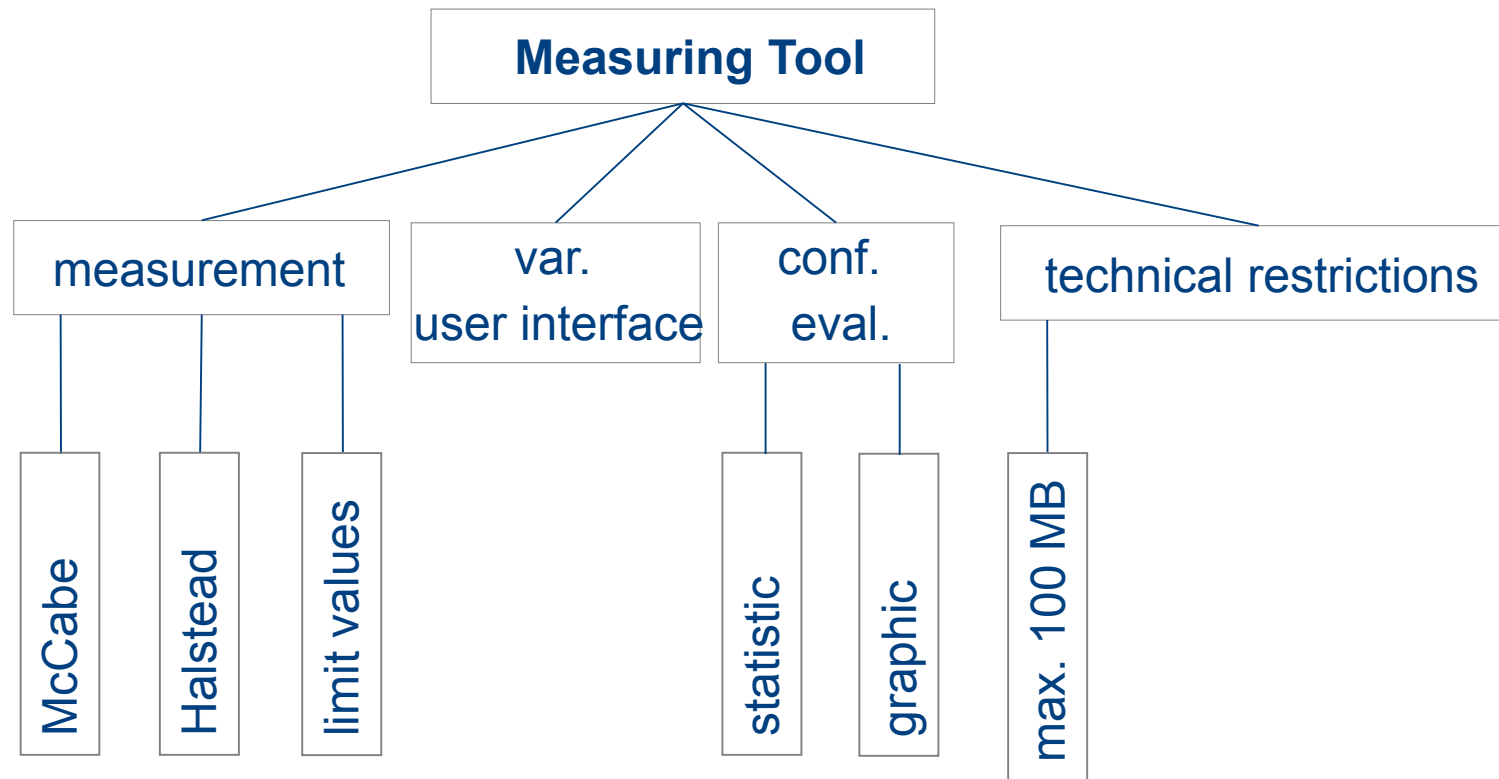 Measuring Tool
measurement
var.
user interface
conf.
eval.
technical restrictions
McCabe
Halstead
limit values
statistic
graphic
max. 100 MB